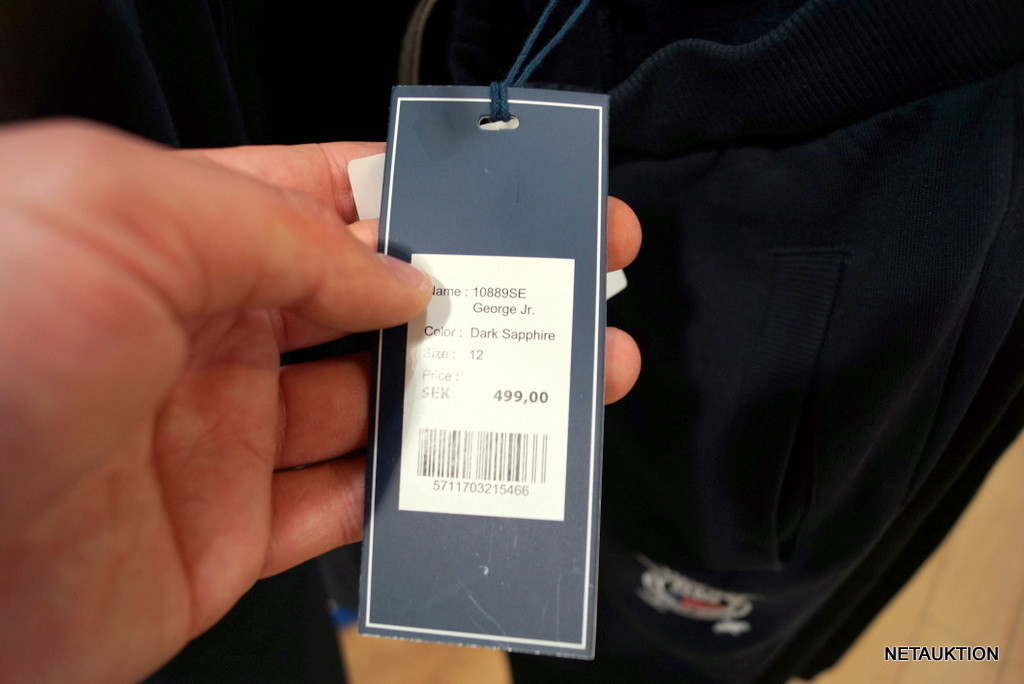 Name : 10889SE
George Jr.
Color : Dark Sapphire
Size : 12
Price :
SEK 499,00
5711703215466
NETAUKTION